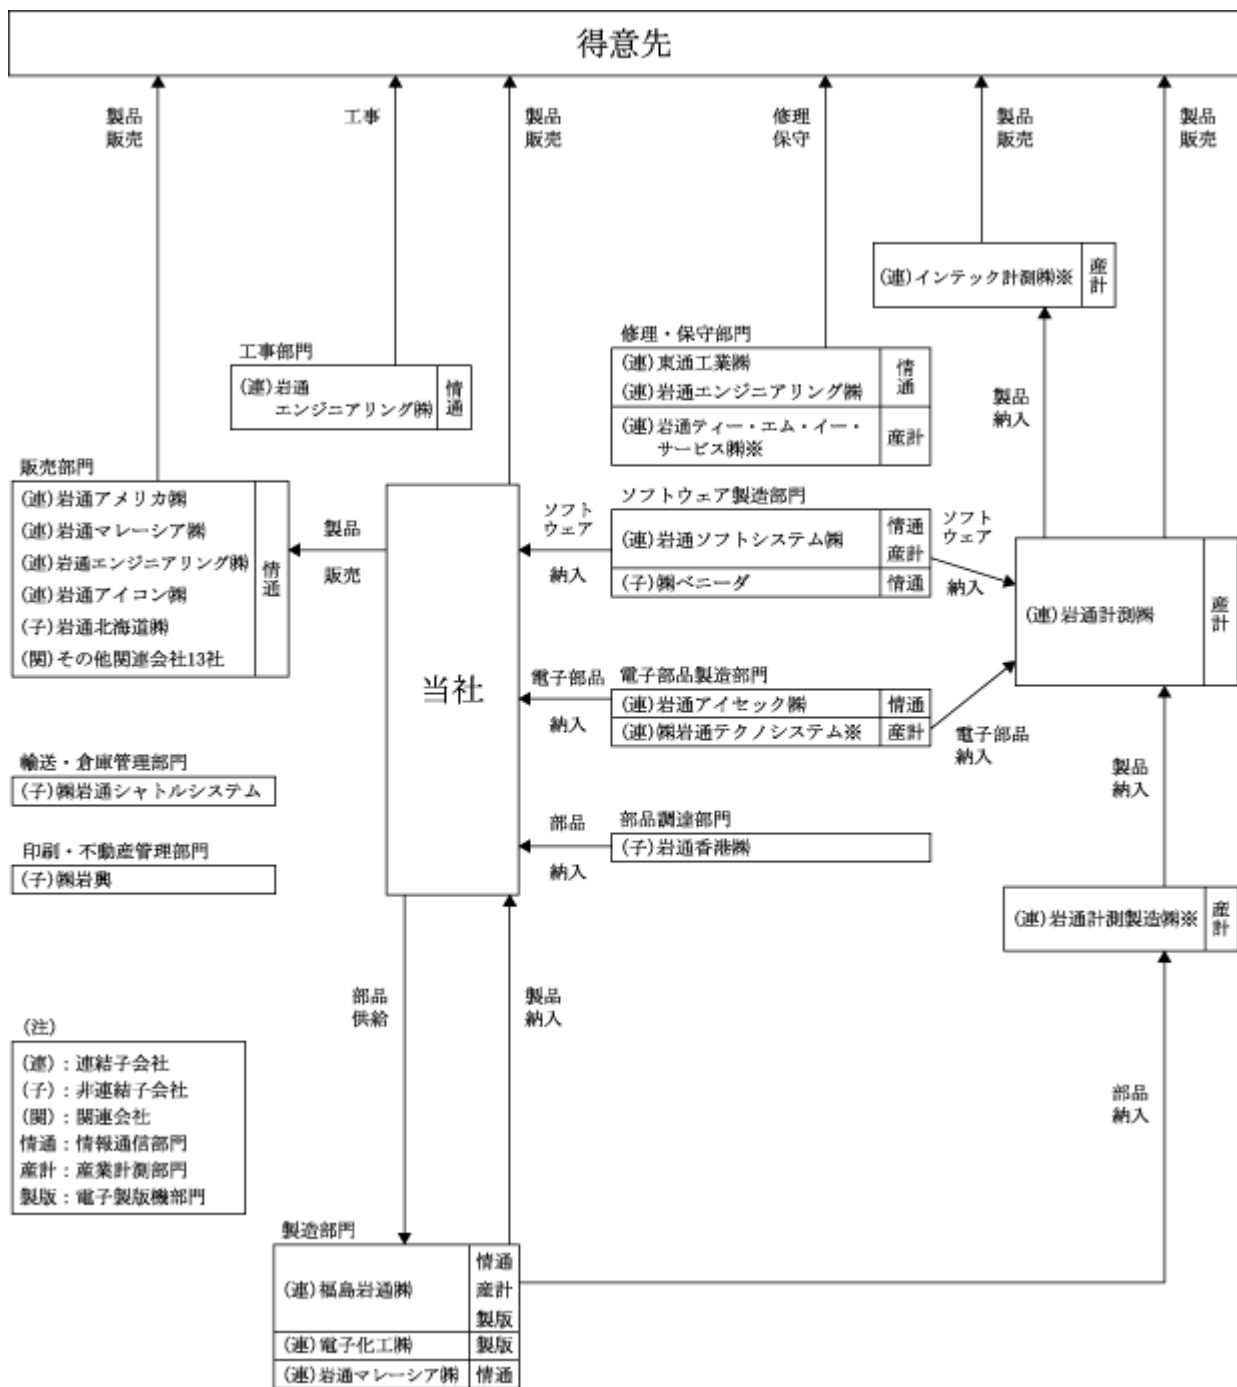 得意先
製品
販売
工事
製品
販売
修理
保守
製品
販売
製品
販売
(連)インテック計測㈱※
産計
工事部門
(連)岩通
エンジニアリング㈱
情通
修理・保守部門
(連)東通工業㈱
(連)岩通エンジニアリング㈱
情通
(連)岩通ティー・エム・イー・
サービス㈱※
産計
製品
納入
販売部門
(連)岩通アメリカ㈱
(連)岩通マレーシア㈱
(連)岩通エンジニアリング㈱
(連)岩通アイコン㈱
(子)岩通北海道㈱
(関)その他関連会社13社
情通
製品
販売
当社
ソフト
ウェア
納入
ソフトウェア製造部門
(連)岩通ソフトシステム㈱
情通
産計
(子)㈱ベニーダ
情通
ソフト
ウェア
納入
(連)岩通計測㈱
産計
電子部品
納入
電子部品製造部門
(連)岩通アイセック㈱
情通
(連)㈱岩通テクノシステム※
産計
電子部品
納入
輸送・倉庫管理部門
(子)㈱岩通シャトルシステム
印刷・不動産管理部門
(子)㈱岩興
部品
納入
部品調達部門
(子)岩通香港㈱
製品
納入
(連)岩通計測製造㈱※
産計
部品
供給
製品
納入
部品
納入
(注)
(連)：連結子会社
(子)：非連結子会社
(関)：関連会社
情通：情報通信部門
産計：産業計測部門
製版：電子製版機部門
製造部門
(連)福島岩通㈱
情通
産計
製版
(連)電子化工㈱
製版
(連)岩通マレーシア㈱
情通